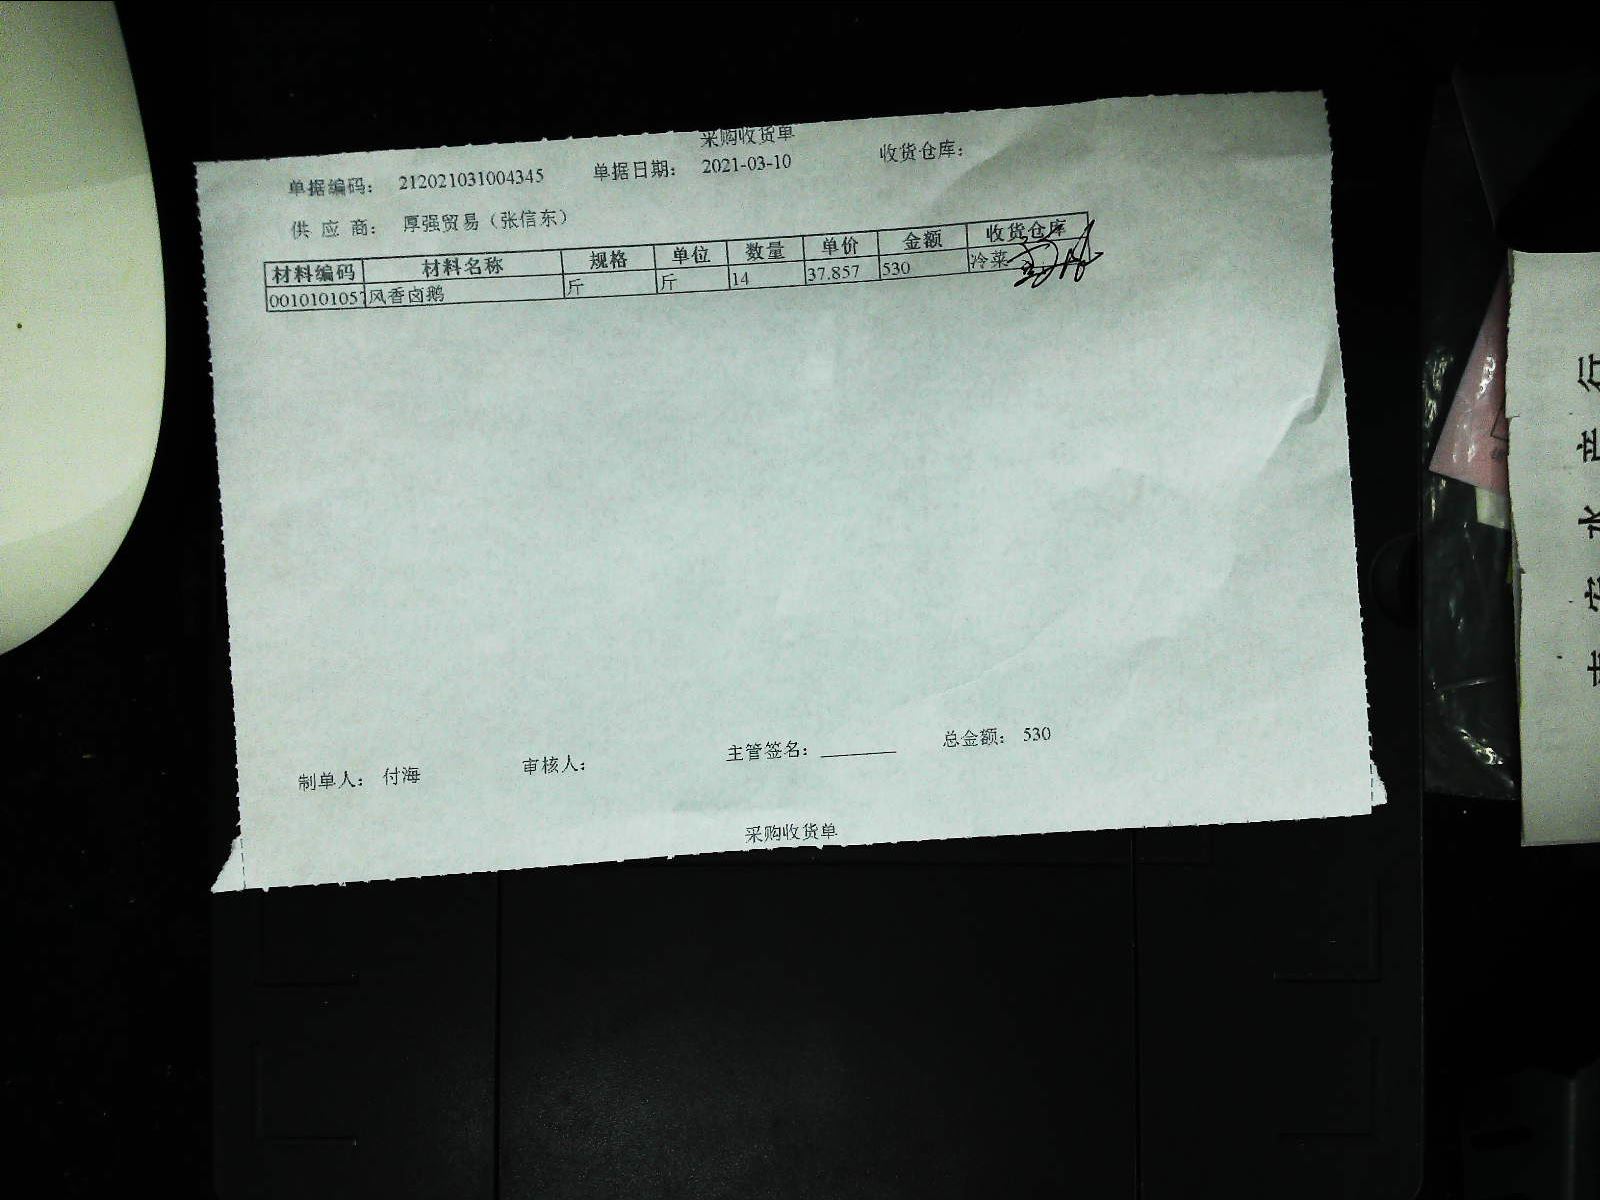 采购收货单
单据编码： 212021031004345 单据日期： 2021-03-10 收货仓库：
供 应 商： 厚强贸易（张信东）
材料编码 材料名称 规格 单位 数量 单价 金额 收货仓库
0010101057 风香卤鹅 斤 斤 14 37.857 530 冷菜
制单人： 付海 审核人： 主管签名：________ 总金额： 530
采购收货单